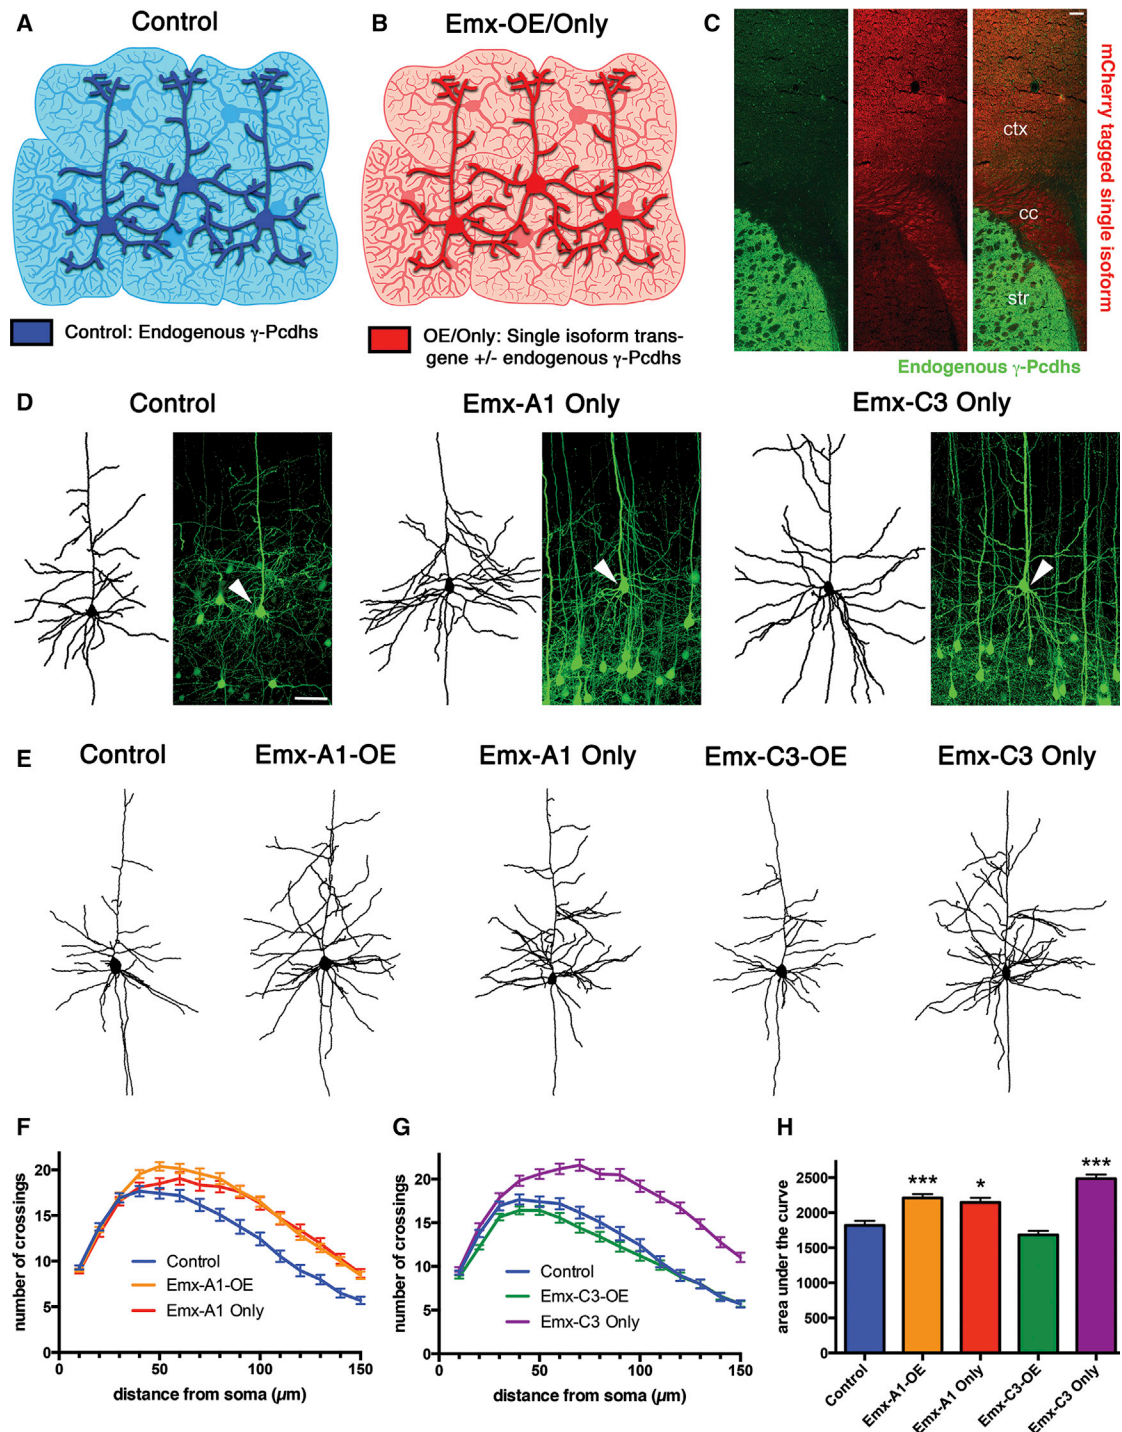 A
Control
B
Emx-OE/Only
C
Control: Endogenous γ-Pcdhs
OE/Only: Single isoform trans-
gene +/- endogenous γ-Pcdhs
ctx
cc
str
mCherry tagged single isoform
Endogenous γ-Pcdhs
D
Control
Emx-A1 Only
Emx-C3 Only
E
Control
Emx-A1-OE
Emx-A1 Only
Emx-C3-OE
Emx-C3 Only
F
number of crossings
20
15
10
5
0
0
50
100
150
distance from soma (µm)
Control
Emx-A1-OE
Emx-A1 Only
G
number of crossings
20
15
10
5
0
0
50
100
150
distance from soma (µm)
Control
Emx-C3-OE
Emx-C3 Only
H
area under the curve
2500
2000
1500
1000
500
0
***
*
***
Control
Emx-A1-OE
Emx-A1 Only
Emx-C3-OE
Emx-C3 Only